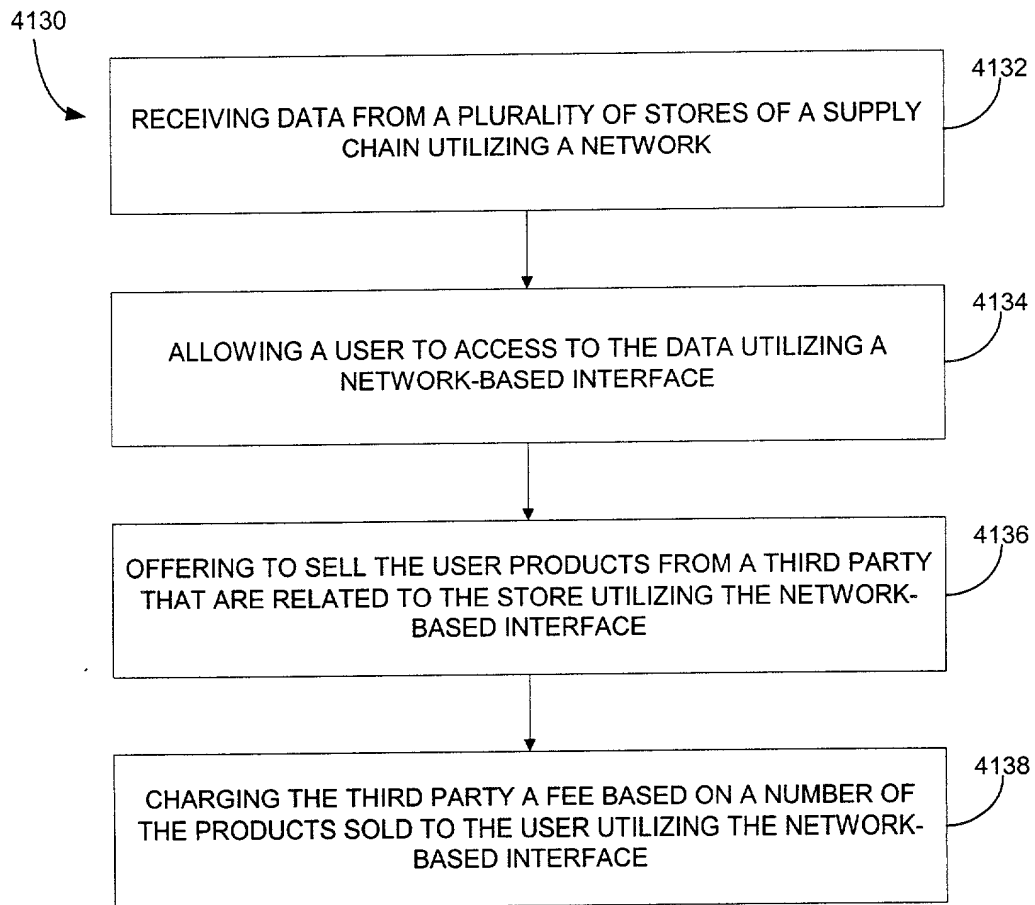 4130
4132
RECEIVING DATA FROM A PLURALITY OF STORES OF A SUPPLY
CHAIN UTILIZING A NETWORK
4134
ALLOWING A USER TO ACCESS TO THE DATA UTILIZING A
NETWORK-BASED INTERFACE
4136
OFFERING TO SELL THE USER PRODUCTS FROM A THIRD PARTY
THAT ARE RELATED TO THE STORE UTILIZING THE NETWORK-
BASED INTERFACE
4138
CHARGING THE THIRD PARTY A FEE BASED ON A NUMBER OF
THE PRODUCTS SOLD TO THE USER UTILIZING THE NETWORK-
BASED INTERFACE